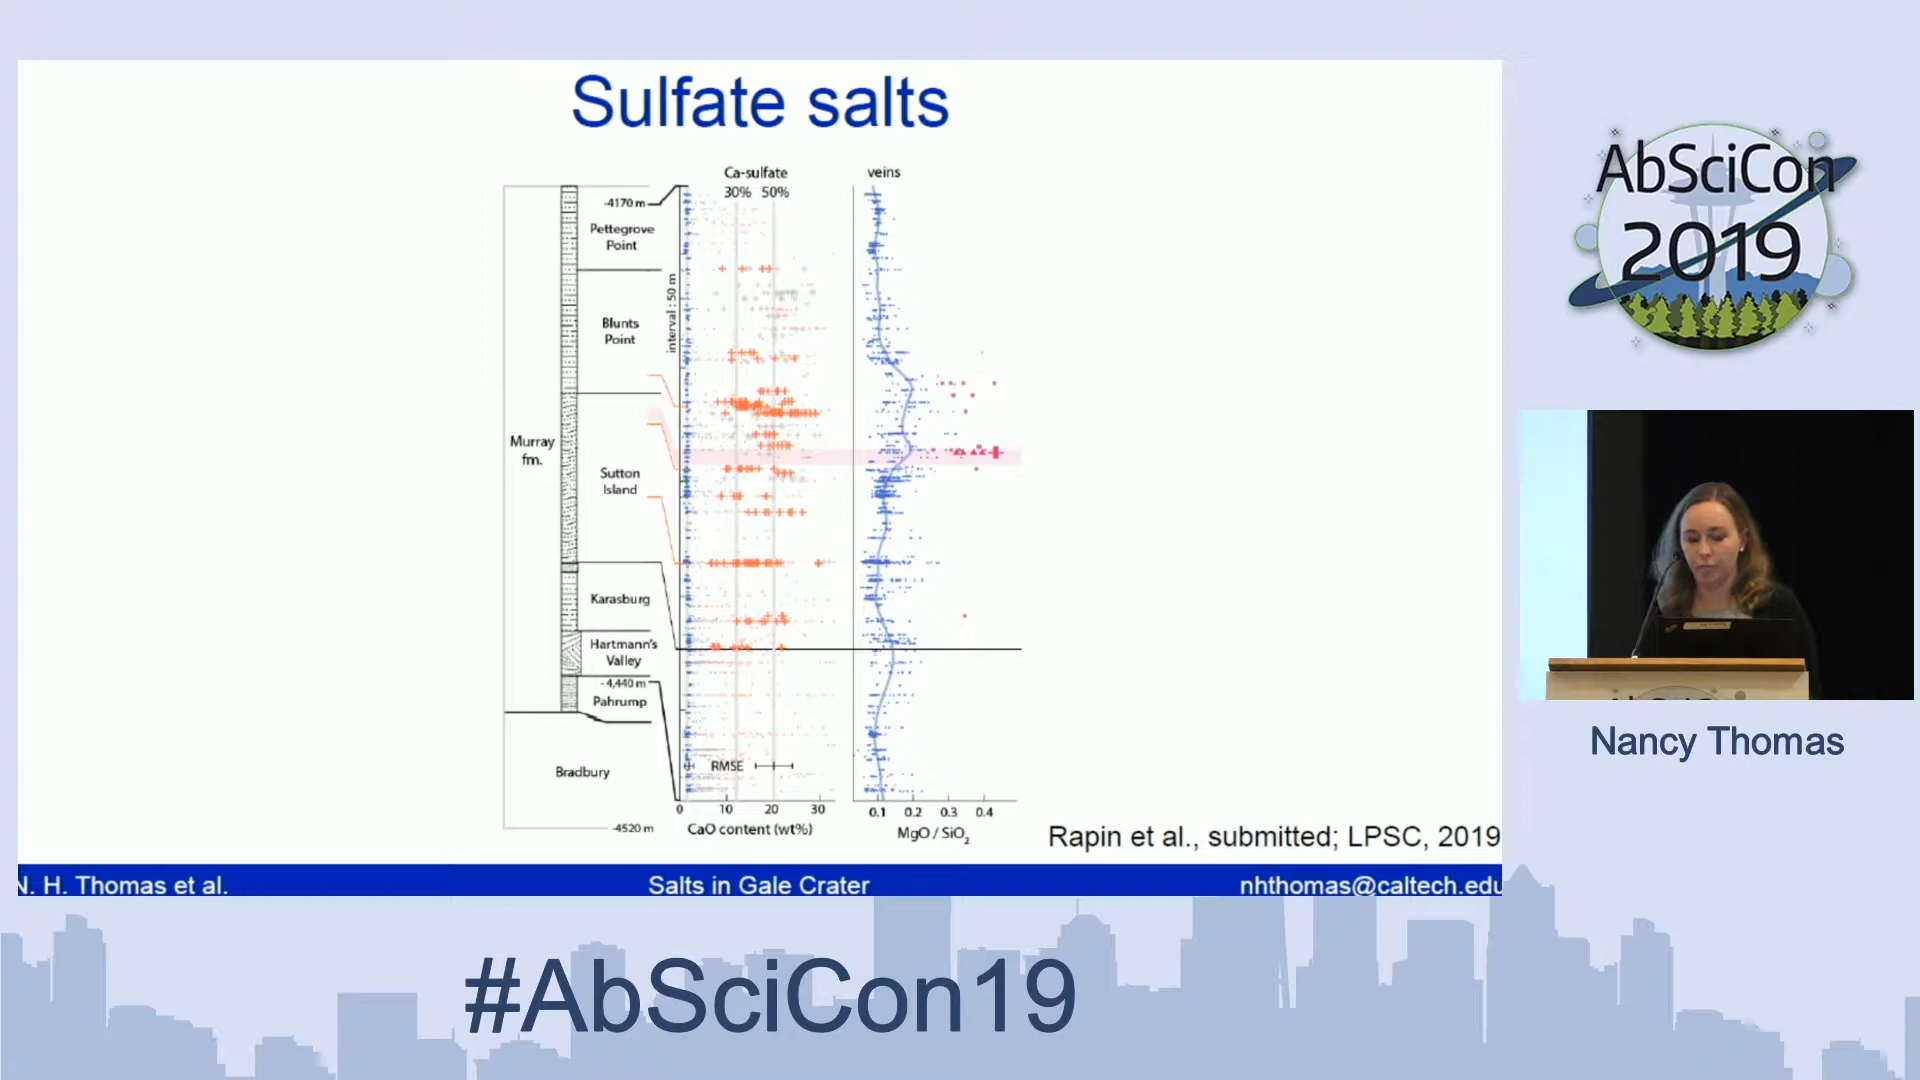 Sulfate salts
Ca-sulfate
30% 50%
veins
-4170 m
Pettegrove
Point
interval : 50 m
Blunts
Point
Murray
fm.
Sutton
Island
Karasburg
Hartmann's
Valley
- 4,440 m
Pahrump
Bradbury
-4520 m
RMSE
0 10 20 30
CaO content (wt%)
0.1 0.2 0.3 0.4
MgO / SiO2
Rapin et al., submitted; LPSC, 2019
N. H. Thomas et al.
Salts in Gale Crater
nhthomas@caltech.edu
AbSciCon
2019
AbSciCon
Nancy Thomas
#AbSciCon19